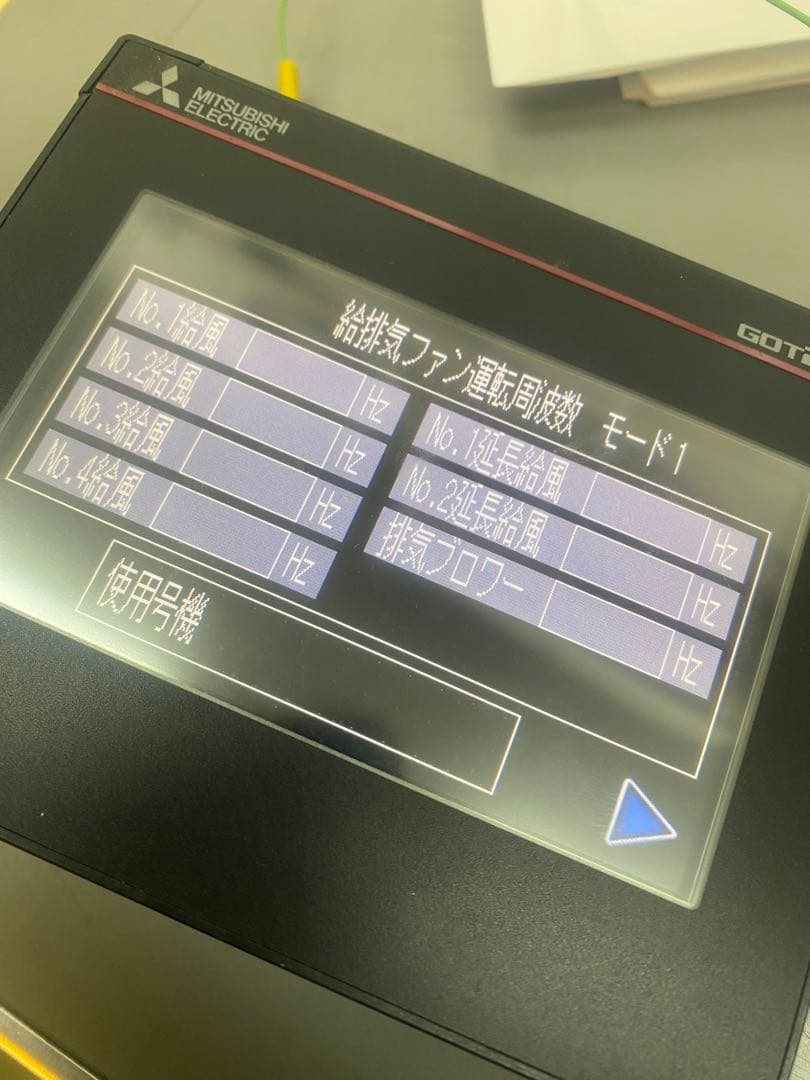 MITSUBISHI
ELECTRIC
給排気ファン運転周波数 モード1
No.1給風 Hz
No.2給風 Hz
No.3給風 Hz
No.4給風 Hz
No.1延長給風 Hz
No.2延長給風 Hz
排気ブロワー Hz
使用号機